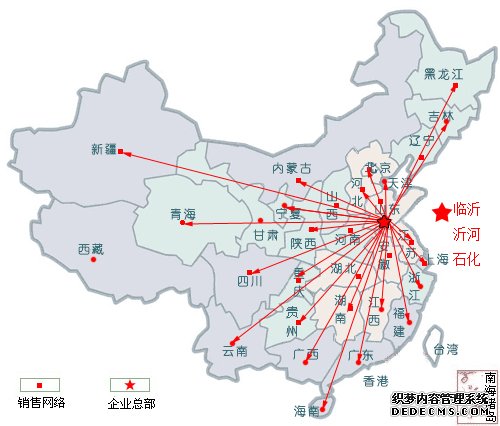 黑龙江
吉林
辽宁
新疆
内蒙古
北京
天津
河北
山西
山东
宁夏
青海
甘肃
陕西
河南
江苏
安徽
上海
西藏
四川
重庆
湖北
浙江
湖南
江西
贵州
福建
云南
广西
广东
台湾
香港
海南
临沂
沂河
石化
销售网络
企业总部
南海诸岛
织梦内容管理系统
DEDECMS.COM